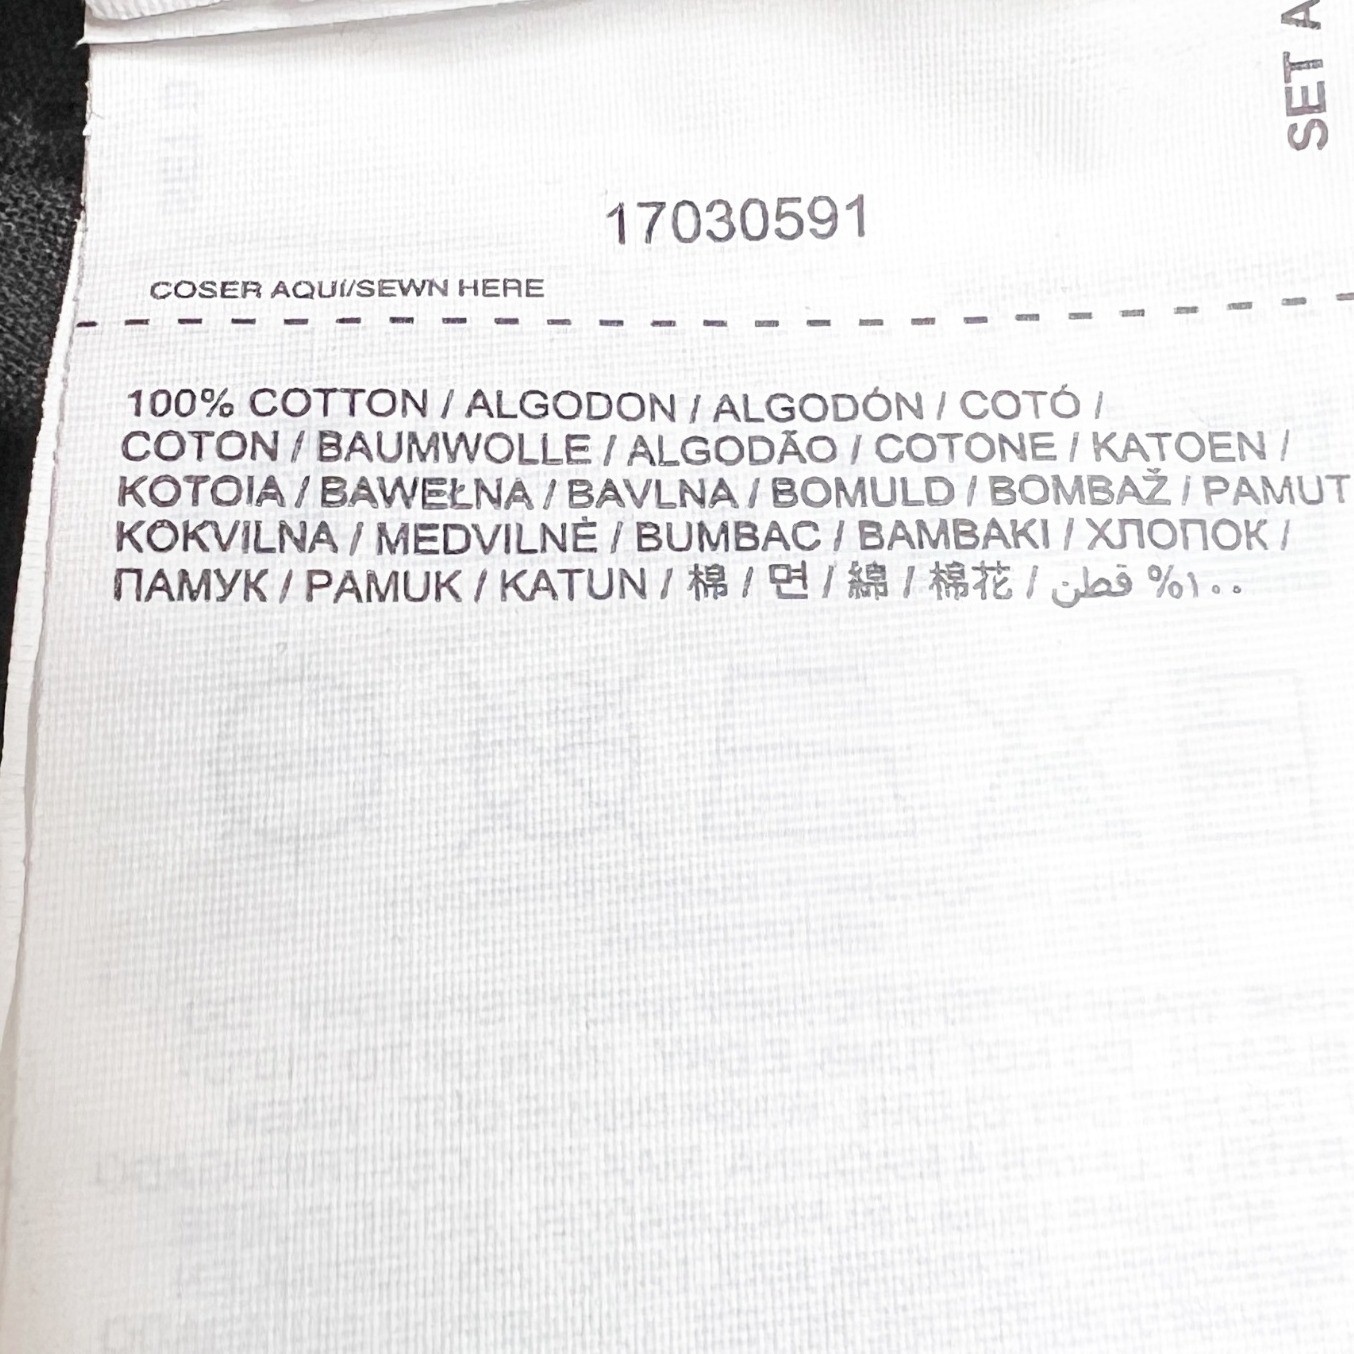 SET A
17030591
COSER AQUÍ/SEWN HERE
100% COTTON / ALGODON / ALGODÓN / COTÓ /
COTON / BAUMWOLLE / ALGODÃO / COTONE / KATOEN /
KOTOIA / BAWEŁNA / BAVLNA / BOMULD / BOMBAŽ / PAMUT
KOKVILNA / MEDVILNĖ / BUMBAC / BAMBAKI / ХЛОПОК /
ПАМУК / PAMUK / KATUN / 棉 / 면 / 綿 / 棉花 / قطن %١٠٠